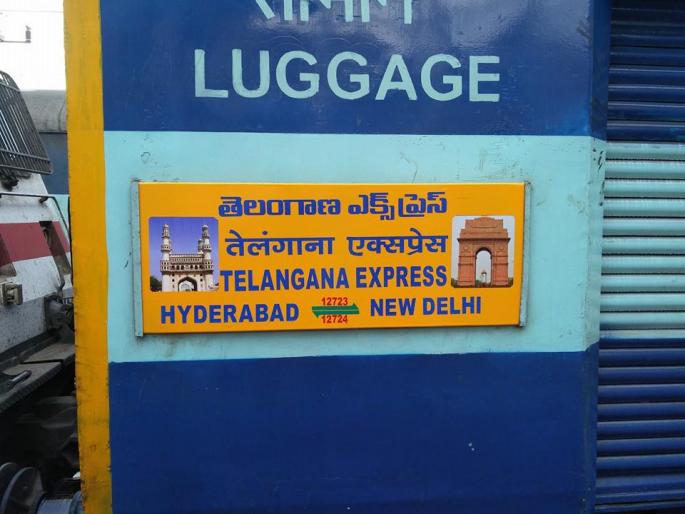 LUGGAGE
తెలంగాణ ఎక్స్‌ప్రెస్
तेलंगाना एक्सप्रेस
TELANGANA EXPRESS
HYDERABAD 12723 NEW DELHI
12724